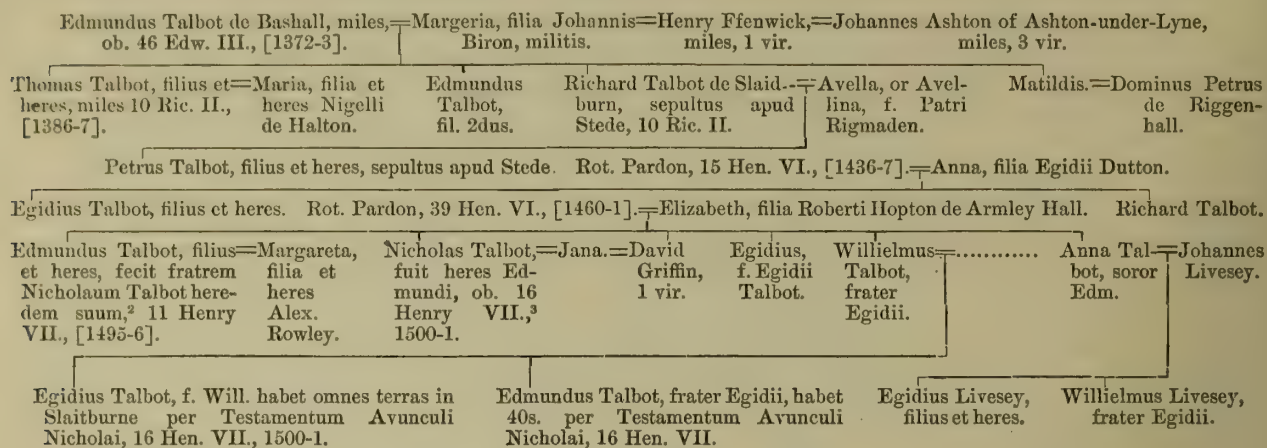 Edmundus Talbot de Bashall, miles,=Margeria, filia Johannis=Henry Ffenwick,=Johannes Ashton of Ashton-under-Lyne,
ob. 46 Edw. III., [1372-3]. Biron, militis. miles, 1 vir. miles, 3 vir.
Thomas Talbot, filius et=Maria, filia et
heres, miles 10 Ric. II., heres Nigelli
[1386-7]. de Halton.
Edmundus
Talbot,
fil. 2dus.
Richard Talbot de Slaid-=Avella, or Avel-
burn, sepultus apud lina, f. Patri
Stede, 10 Ric. II. Rigmaden.
Matildis.=Dominus Petrus
de Riggen-
hall.
Petrus Talbot, filius et heres, sepultus apud Stede. Rot. Pardon, 15 Hen. VI., [1436-7].=Anna, filia Egidii Dutton.
Egidius Talbot, filius et heres. Rot. Pardon, 39 Hen. VI., [1460-1].=Elizabeth, filia Roberti Hopton de Armley Hall. Richard Talbot.
Edmundus Talbot, filius=Margareta,
et heres, fecit fratrem filia et
Nicholaum Talbot here- heres
dem suum,² 11 Henry Alex.
VII., [1495-6]. Rowley.
Nicholas Talbot,=Jana.=David
fuit heres Ed- Griffin,
mundi, ob. 16 1 vir.
Henry VII.,³
1500-1.
Egidius,
f. Egidii
Talbot.
Willielmus=............
Talbot,
frater
Egidii.
Anna Tal-=Johannes
bot, soror Livesey.
Edm.
Egidius Talbot, f. Will. habet omnes terras in
Slaitburne per Testamentum Avunculi
Nicholai, 16 Hen. VII., 1500-1.
Edmundus Talbot, frater Egidii, habet
40s. per Testamentum Avunculi
Nicholai, 16 Hen. VII.
Egidius Livesey,
filius et heres.
Willielmus Livesey,
frater Egidii.